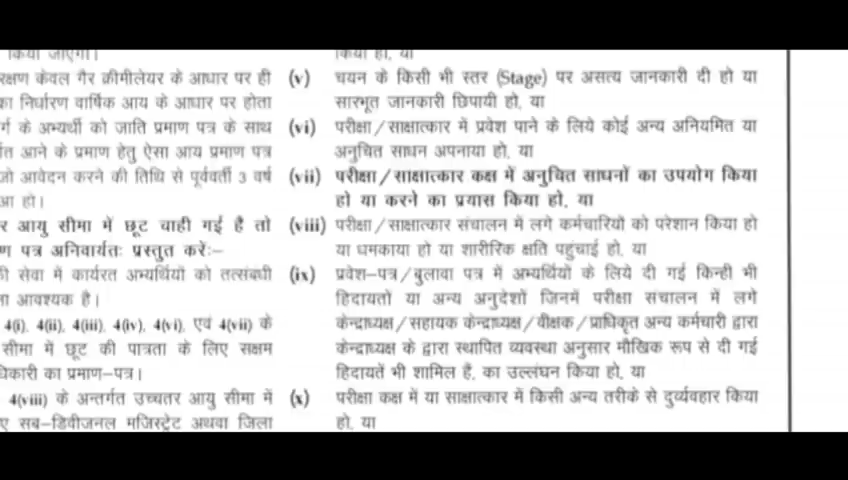 किया जाएगा।
रक्षण केवल गैर क्रीमीलेयर के आधार पर ही
का निर्धारण वार्षिक आय के आधार पर होता
र्ग के अभ्यर्थी को जाति प्रमाण पत्र के साथ
त आने के प्रमाण हेतु ऐसा आय प्रमाण पत्र
जो आवेदन करने की तिथि से पूर्ववर्ती 3 वर्ष
आ हो।
र आयु सीमा में छूट चाही गई है तो
ण पत्र अनिवार्यतः प्रस्तुत करें:–
की सेवा में कार्यरत अभ्यर्थियों को तत्संबंधी
ना आवश्यक है।
4(i), 4(ii), 4(iii), 4(iv), 4(vi), एवं 4(vii) के
सीमा में छूट की पात्रता के लिए सक्षम
धिकारी का प्रमाण–पत्र।
4(viii) के अन्तर्गत उच्चतर आयु सीमा में
ए सब–डिवीजनल मजिस्ट्रेट अथवा जिला
किया हो, या
(v) चयन के किसी भी स्तर (Stage) पर असत्य जानकारी दी हो या
सारभूत जानकारी छिपायी हो, या
(vi) परीक्षा/साक्षात्कार में प्रवेश पाने के लिये कोई अन्य अनियमित या
अनुचित साधन अपनाया हो, या
(vii) परीक्षा/साक्षात्कार कक्ष में अनुचित साधनों का उपयोग किया
हो या करने का प्रयास किया हो, या
(viii) परीक्षा/साक्षात्कार संचालन में लगे कर्मचारियों को परेशान किया हो
या धमकाया हो या शारीरिक क्षति पहुंचाई हो, या
(ix) प्रवेश–पत्र/बुलावा पत्र में अभ्यर्थियों के लिये दी गई किन्ही भी
हिदायतों या अन्य अनुदेशों जिनमें परीक्षा संचालन में लगे
केन्द्राध्यक्ष/सहायक केन्द्राध्यक्ष/वीक्षक/प्राधिकृत अन्य कर्मचारी द्वारा
केन्द्राध्यक्ष के द्वारा स्थापित व्यवस्था अनुसार मौखिक रूप से दी गई
हिदायतें भी शामिल हैं, का उल्लंघन किया हो, या
(x) परीक्षा कक्ष में या साक्षात्कार में किसी अन्य तरीके से दुर्व्यवहार किया
हो, या